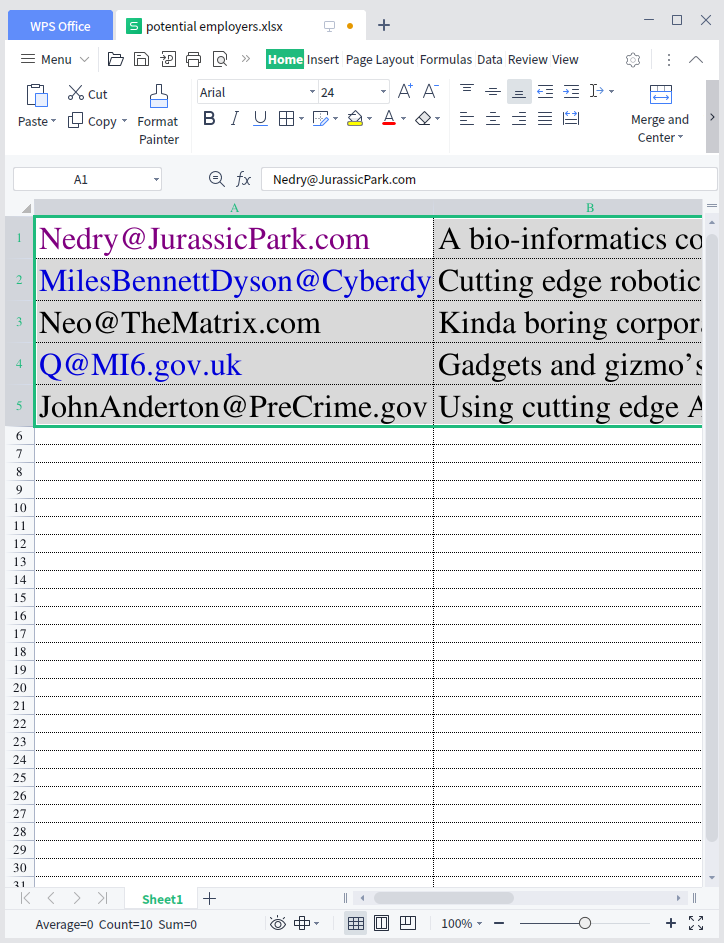 WPS Office
S potential employers.xlsx
Menu
Home Insert Page Layout Formulas Data Review View
Paste
Cut
Copy
Format
Painter
Arial
24
A+ A-
B I U
A
Merge and
Center
A1
fx
Nedry@JurassicPark.com
A B
1 Nedry@JurassicPark.com A bio-informatics co
2 MilesBennettDyson@Cyberdy Cutting edge robotic
3 Neo@TheMatrix.com Kinda boring corpor
4 Q@MI6.gov.uk Gadgets and gizmo’s
5 JohnAnderton@PreCrime.gov Using cutting edge A
6
7
8
9
10
11
12
13
14
15
16
17
18
19
20
21
22
23
24
25
26
27
28
29
30
31
Sheet1
Average=0 Count=10 Sum=0
100%